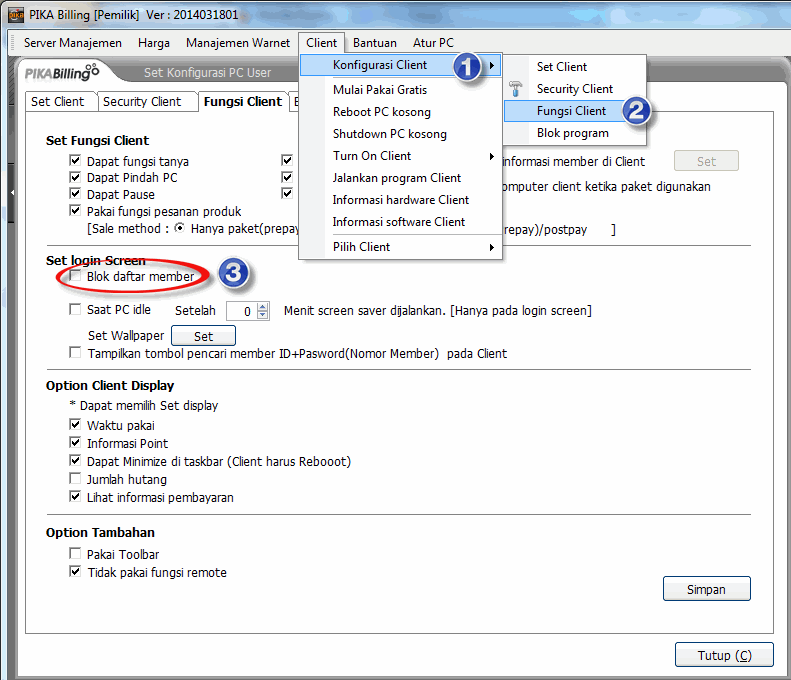 PIKA Billing [Pemilik]  Ver : 2014031801
Server Manajemen Harga Manajemen Warnet Client Bantuan Atur PC
PIKABilling Set Konfigurasi PC User
Konfigurasi Client 1
Mulai Pakai Gratis
Reboot PC kosong
Shutdown PC kosong
Turn On Client
Jalankan program Client
Informasi hardware Client
Informasi software Client
Pilih Client
Set Client
Security Client
Fungsi Client 2
Blok program
Set Client Security Client Fungsi Client
Set Fungsi Client
Dapat fungsi tanya informasi member di Client Set
Dapat Pindah PC omputer client ketika paket digunakan
Dapat Pause
Pakai fungsi pesanan produk
[Sale method : Hanya paket(prepay repay)/postpay ]
Set login Screen
Blok daftar member 3
Saat PC idle Setelah 0 Menit screen saver dijalankan. [Hanya pada login screen]
Set Wallpaper Set
Tampilkan tombol pencari member ID+Pasword(Nomor Member) pada Client
Option Client Display
* Dapat memilih Set display
Waktu pakai
Informasi Point
Dapat Minimize di taskbar (Client harus Rebooot)
Jumlah hutang
Lihat informasi pembayaran
Option Tambahan
Pakai Toolbar
Tidak pakai fungsi remote
Simpan
Tutup (C)